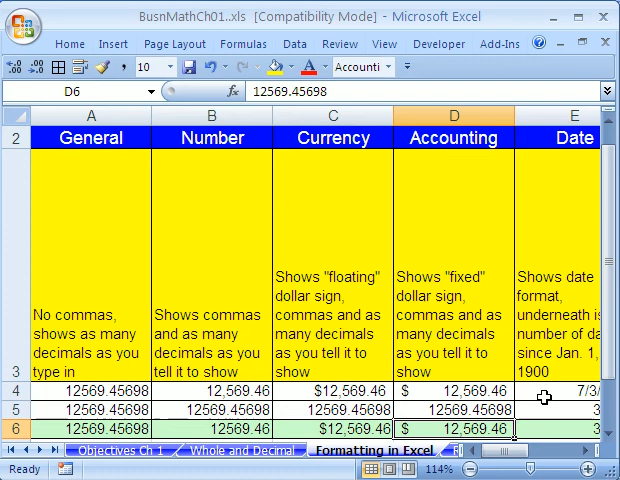 BusnMathCh01..xls [Compatibility Mode] - Microsoft Excel
Home Insert Page Layout Formulas Data Review View Developer Add-Ins
10 Accounti
D6 fx 12569.45698
A B C D E
2 General Number Currency Accounting Date
No commas, shows as many decimals as you type in
Shows commas and as many decimals as you tell it to show
Shows "floating" dollar sign, commas and as many decimals as you tell it to show
Shows "fixed" dollar sign, commas and as many decimals as you tell it to show
Shows date format, underneath is number of da since Jan. 1, 1900
3
4 12569.45698 12,569.46 $12,569.46 $ 12,569.46 7/3/
5 12569.45698 12569.45698 12569.45698 12569.45698 3
6 12569.45698 12569.46 $12,569.46 $ 12,569.46 3
Objectives Ch 1 Whole and Decimal Formatting in Excel
Ready 114%